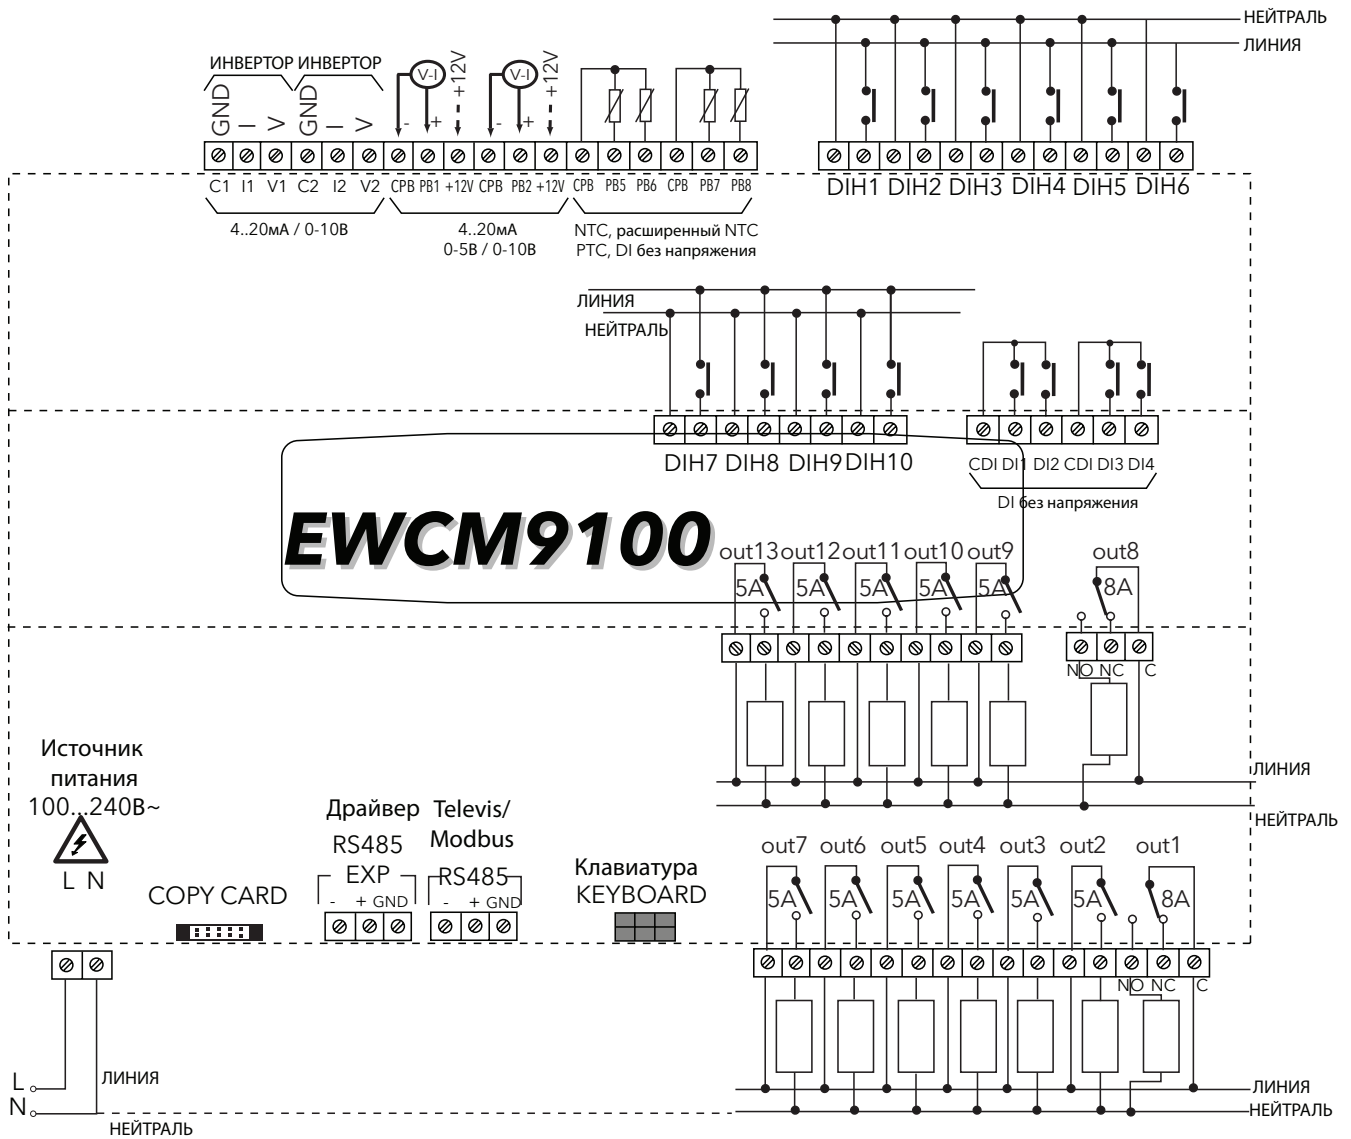 НЕЙТРАЛЬ
ЛИНИЯ
ИНВЕРТОР ИНВЕРТОР
GND I V GND I V
V-I +12V V-I +12V
- + - +
C1 I1 V1 C2 I2 V2 CPB PB1 +12V CPB PB2 +12V CPB PB5 PB6 CPB PB7 PB8
DIH1 DIH2 DIH3 DIH4 DIH5 DIH6
4..20мА / 0-10В
4..20мА
0-5В / 0-10В
NTC, расширенный NTC
PTC, DI без напряжения
ЛИНИЯ
НЕЙТРАЛЬ
DIH7 DIH8 DIH9 DIH10
CDI DI1 DI2 CDI DI3 DI4
DI без напряжения
EWCM9100
out13 out12 out11 out10 out9 out8
5A 5A 5A 5A 5A 8A
NO NC C
ЛИНИЯ
НЕЙТРАЛЬ
Источник
питания
100...240В~
L N
COPY CARD
Драйвер
RS485
EXP
- + GND
Televis/
Modbus
RS485
- + GND
Клавиатура
KEYBOARD
out7 out6 out5 out4 out3 out2 out1
5A 5A 5A 5A 5A 5A 8A
NO NC C
L
N
ЛИНИЯ
НЕЙТРАЛЬ
ЛИНИЯ
НЕЙТРАЛЬ